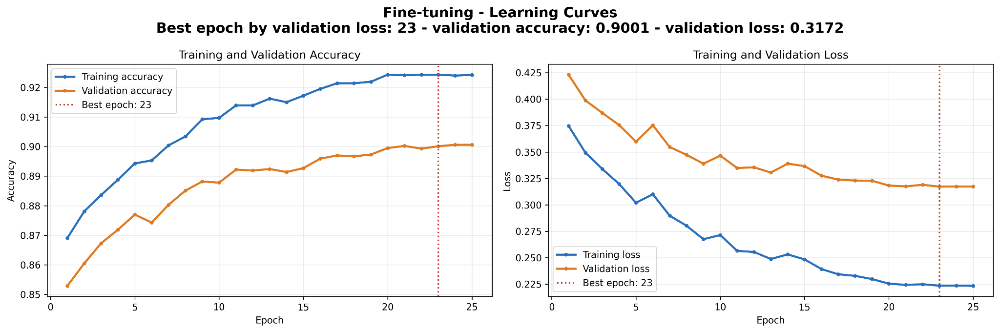 Fine-tuning - Learning Curves
Best epoch by validation loss: 23 - validation accuracy: 0.9001 - validation loss: 0.3172
Training and Validation Accuracy
Training accuracy
Validation accuracy
Best epoch: 23
0.92
0.91
0.90
0.89
0.88
0.87
0.86
0.85
Accuracy
0
5
10
15
20
25
Epoch
Training and Validation Loss
0.425
0.400
0.375
0.350
0.325
0.300
0.275
0.250
0.225
Loss
Training loss
Validation loss
Best epoch: 23
0
5
10
15
20
25
Epoch